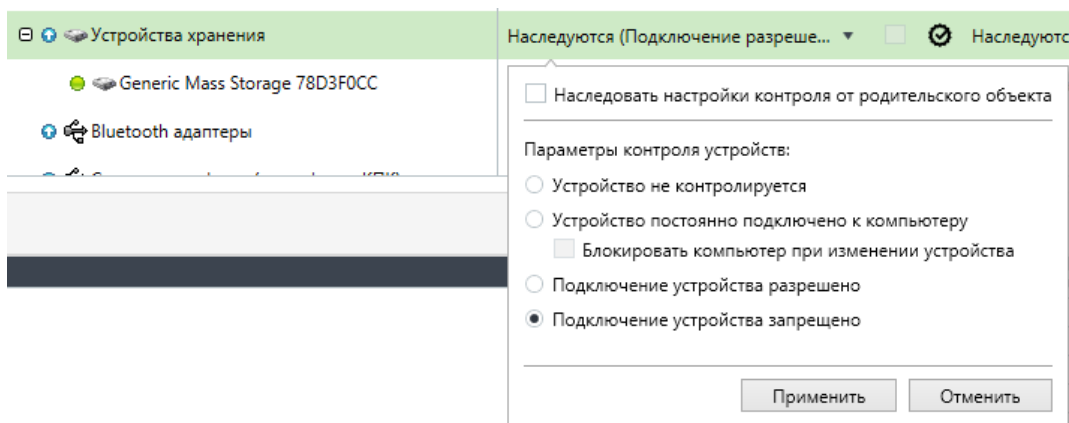 Устройства хранения
Наследуются (Подключение разреше...
Наследуютс
Generic Mass Storage 78D3F0CC
Bluetooth адаптеры
Наследовать настройки контроля от родительского объекта
Параметры контроля устройств:
Устройство не контролируется
Устройство постоянно подключено к компьютеру
Блокировать компьютер при изменении устройства
Подключение устройства разрешено
Подключение устройства запрещено
Применить
Отменить